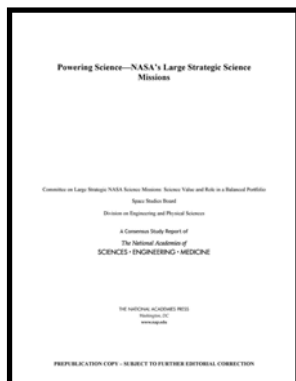 Powering Science—NASA's Large Strategic Science
Missions
Committee on Large Strategic NASA Science Missions: Science Value and Role in a Balanced Portfolio
Space Studies Board
Division on Engineering and Physical Sciences
A Consensus Study Report of
The National Academies of
SCIENCES • ENGINEERING • MEDICINE
THE NATIONAL ACADEMIES PRESS
Washington, DC
www.nap.edu
PREPUBLICATION COPY – SUBJECT TO FURTHER EDITORIAL CORRECTION